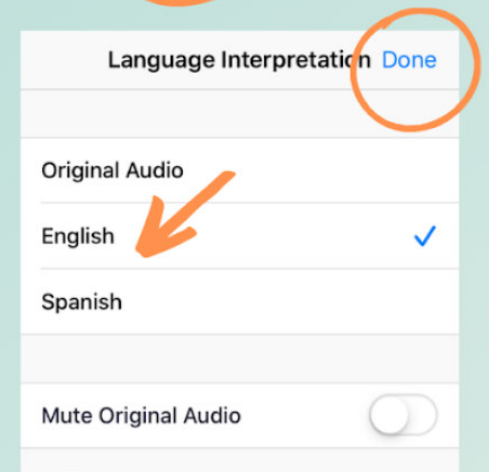 Language Interpretation Done
Original Audio
English
Spanish
Mute Original Audio